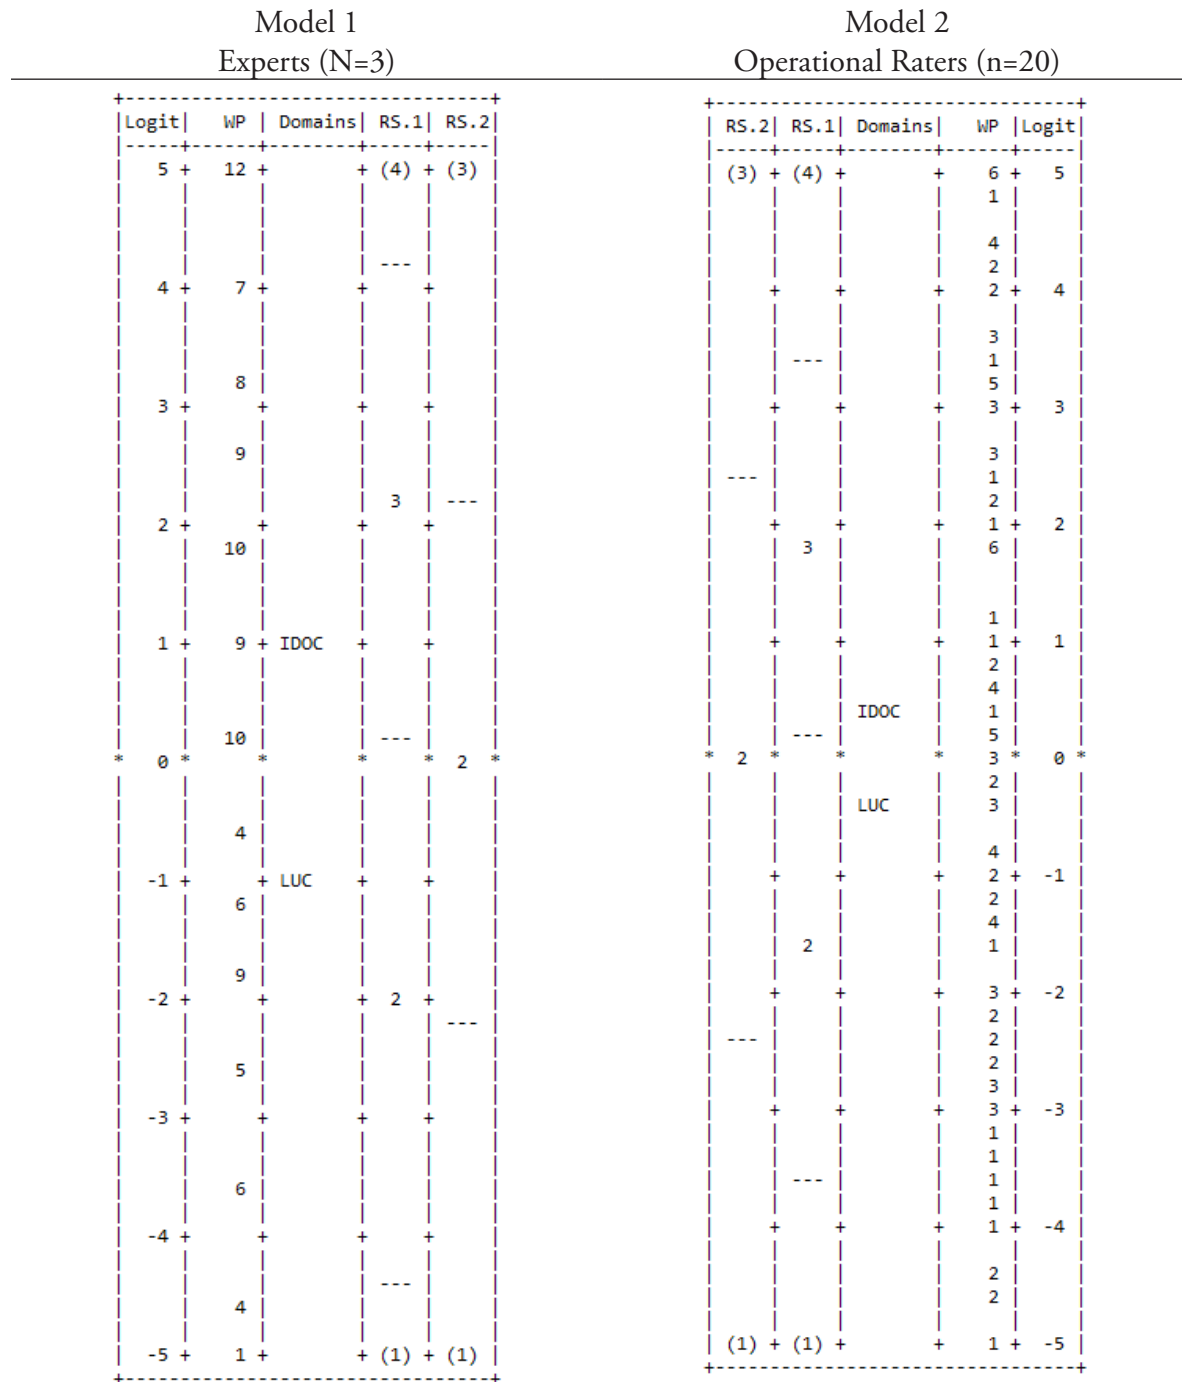 Model 1
Experts (N=3)
|Logit| WP | Domains| RS.1| RS.2|
| 5 + 12 + + (4) + (3) |
---
| 4 + 7 + + + |
8
| 3 + + + + |
9
3 | ---
| 2 + + + + |
10
| 1 + 9 + IDOC + + |
10 ---
* 0 * * * * 2 *
4
| -1 + + LUC + + |
6
9
| -2 + + + 2 + |
---
5
| -3 + + + + |
6
| -4 + + + + |
---
4
| -5 + 1 + + (1) + (1) |
Model 2
Operational Raters (n=20)
| RS.2| RS.1| Domains| WP |Logit|
| (3) + (4) + + 6 + 5 |
1
4
2
| + + + 2 + 4 |
3
--- 1
5
| + + + 3 + 3 |
3
--- 1
2
| + + + 1 + 2 |
3 6
1
| + + + 1 + 1 |
2
4
IDOC 1
--- 5
* 2 * * * 3 * 0 *
2
LUC 3
4
| + + + 2 + -1 |
2
4
2 1
| + + + 3 + -2 |
2
--- 2
2
3
| + + + 3 + -3 |
1
1
--- 1
1
| + + + 1 + -4 |
2
2
| (1) + (1) + + 1 + -5 |